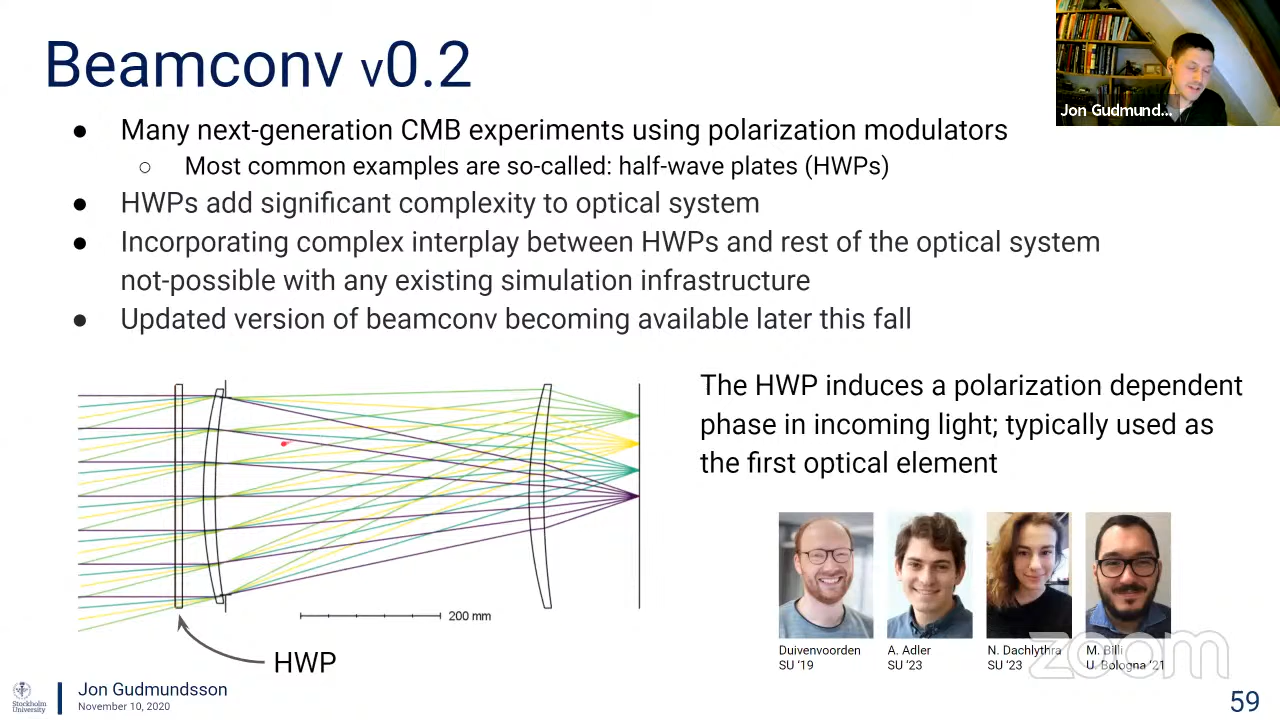 Beamconv v0.2
Jon Gudmund...
● Many next-generation CMB experiments using polarization modulators
○ Most common examples are so-called: half-wave plates (HWPs)
● HWPs add significant complexity to optical system
● Incorporating complex interplay between HWPs and rest of the optical system
not-possible with any existing simulation infrastructure
● Updated version of beamconv becoming available later this fall
The HWP induces a polarization dependent
phase in incoming light; typically used as
the first optical element
200 mm
HWP
Duivenvoorden
SU '19
A. Adler
SU '23
N. Dachlythra
SU '23
M. Billi
U. Bologna '21
zoom
Stockholm
University
Jon Gudmundsson
November 10, 2020
59